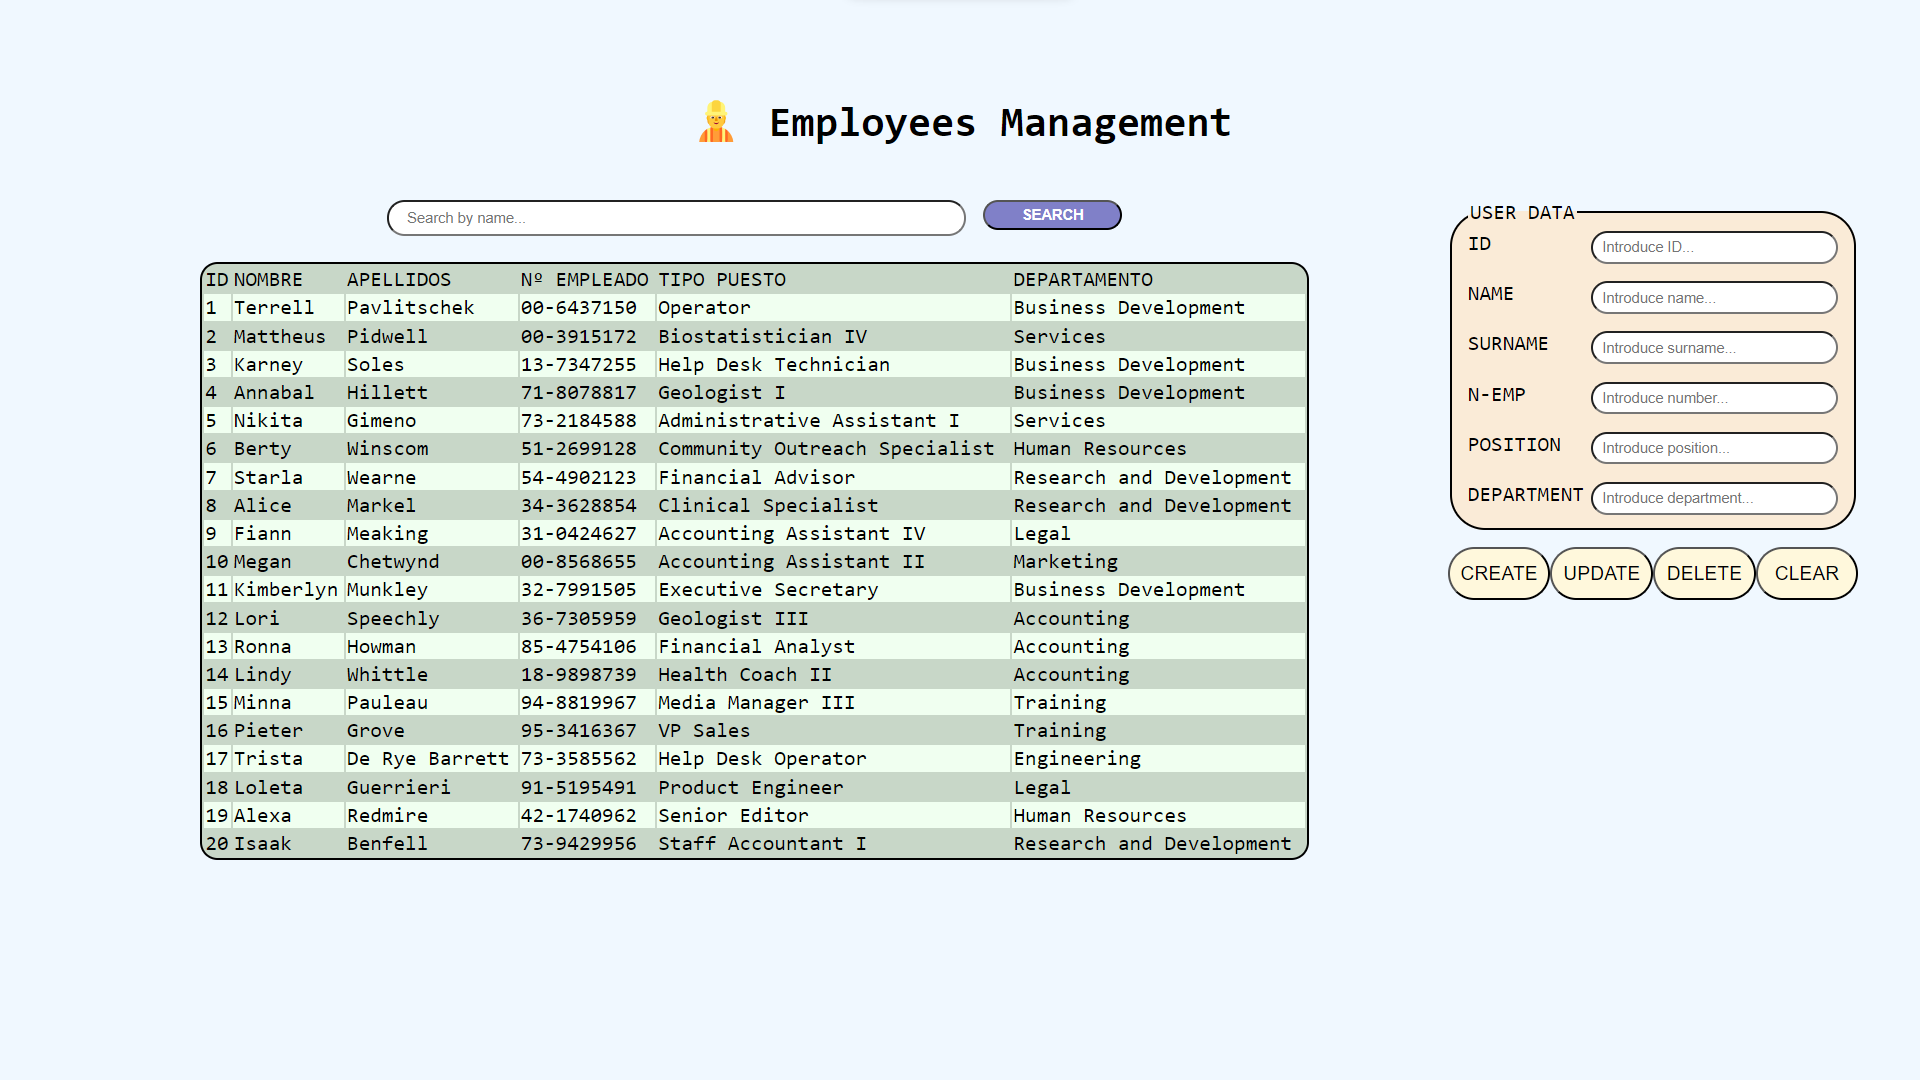 Employees Management
Search by name...
SEARCH
ID NOMBRE APELLIDOS Nº EMPLEADO TIPO PUESTO DEPARTAMENTO
1 Terrell Pavlitschek 00-6437150 Operator Business Development
2 Mattheus Pidwell 00-3915172 Biostatistician IV Services
3 Karney Soles 13-7347255 Help Desk Technician Business Development
4 Annabal Hillett 71-8078817 Geologist I Business Development
5 Nikita Gimeno 73-2184588 Administrative Assistant I Services
6 Berty Winscom 51-2699128 Community Outreach Specialist Human Resources
7 Starla Wearne 54-4902123 Financial Advisor Research and Development
8 Alice Markel 34-3628854 Clinical Specialist Research and Development
9 Fiann Meaking 31-0424627 Accounting Assistant IV Legal
10 Megan Chetwynd 00-8568655 Accounting Assistant II Marketing
11 Kimberlyn Munkley 32-7991505 Executive Secretary Business Development
12 Lori Speechly 36-7305959 Geologist III Accounting
13 Ronna Howman 85-4754106 Financial Analyst Accounting
14 Lindy Whittle 18-9898739 Health Coach II Accounting
15 Minna Pauleau 94-8819967 Media Manager III Training
16 Pieter Grove 95-3416367 VP Sales Training
17 Trista De Rye Barrett 73-3585562 Help Desk Operator Engineering
18 Loleta Guerrieri 91-5195491 Product Engineer Legal
19 Alexa Redmire 42-1740962 Senior Editor Human Resources
20 Isaak Benfell 73-9429956 Staff Accountant I Research and Development
USER DATA
ID Introduce ID...
NAME Introduce name...
SURNAME Introduce surname...
N-EMP Introduce number...
POSITION Introduce position...
DEPARTMENT Introduce department...
CREATE UPDATE DELETE CLEAR